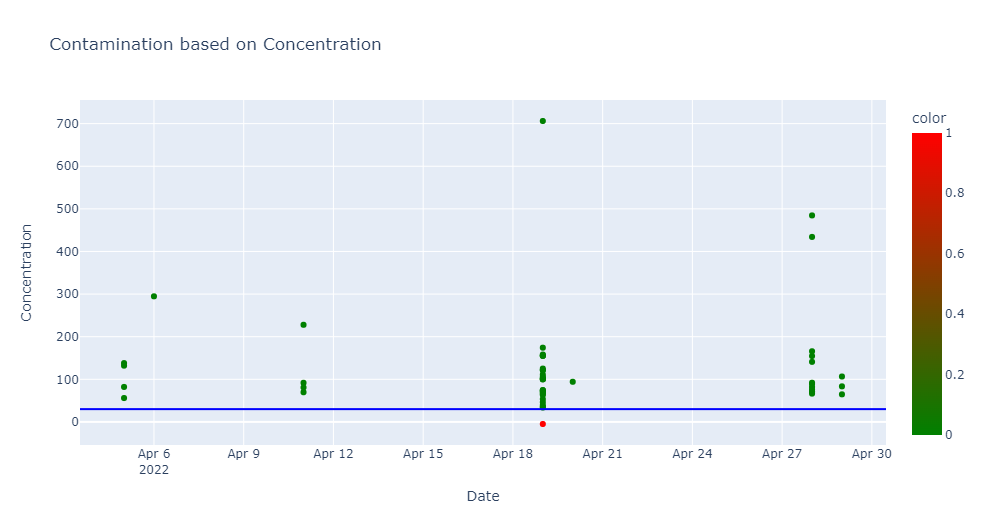 Contamination based on Concentration
color
1
0.8
0.6
0.4
0.2
0
Concentration
700
600
500
400
300
200
100
0
Apr 6
2022
Apr 9
Apr 12
Apr 15
Apr 18
Apr 21
Apr 24
Apr 27
Apr 30
Date